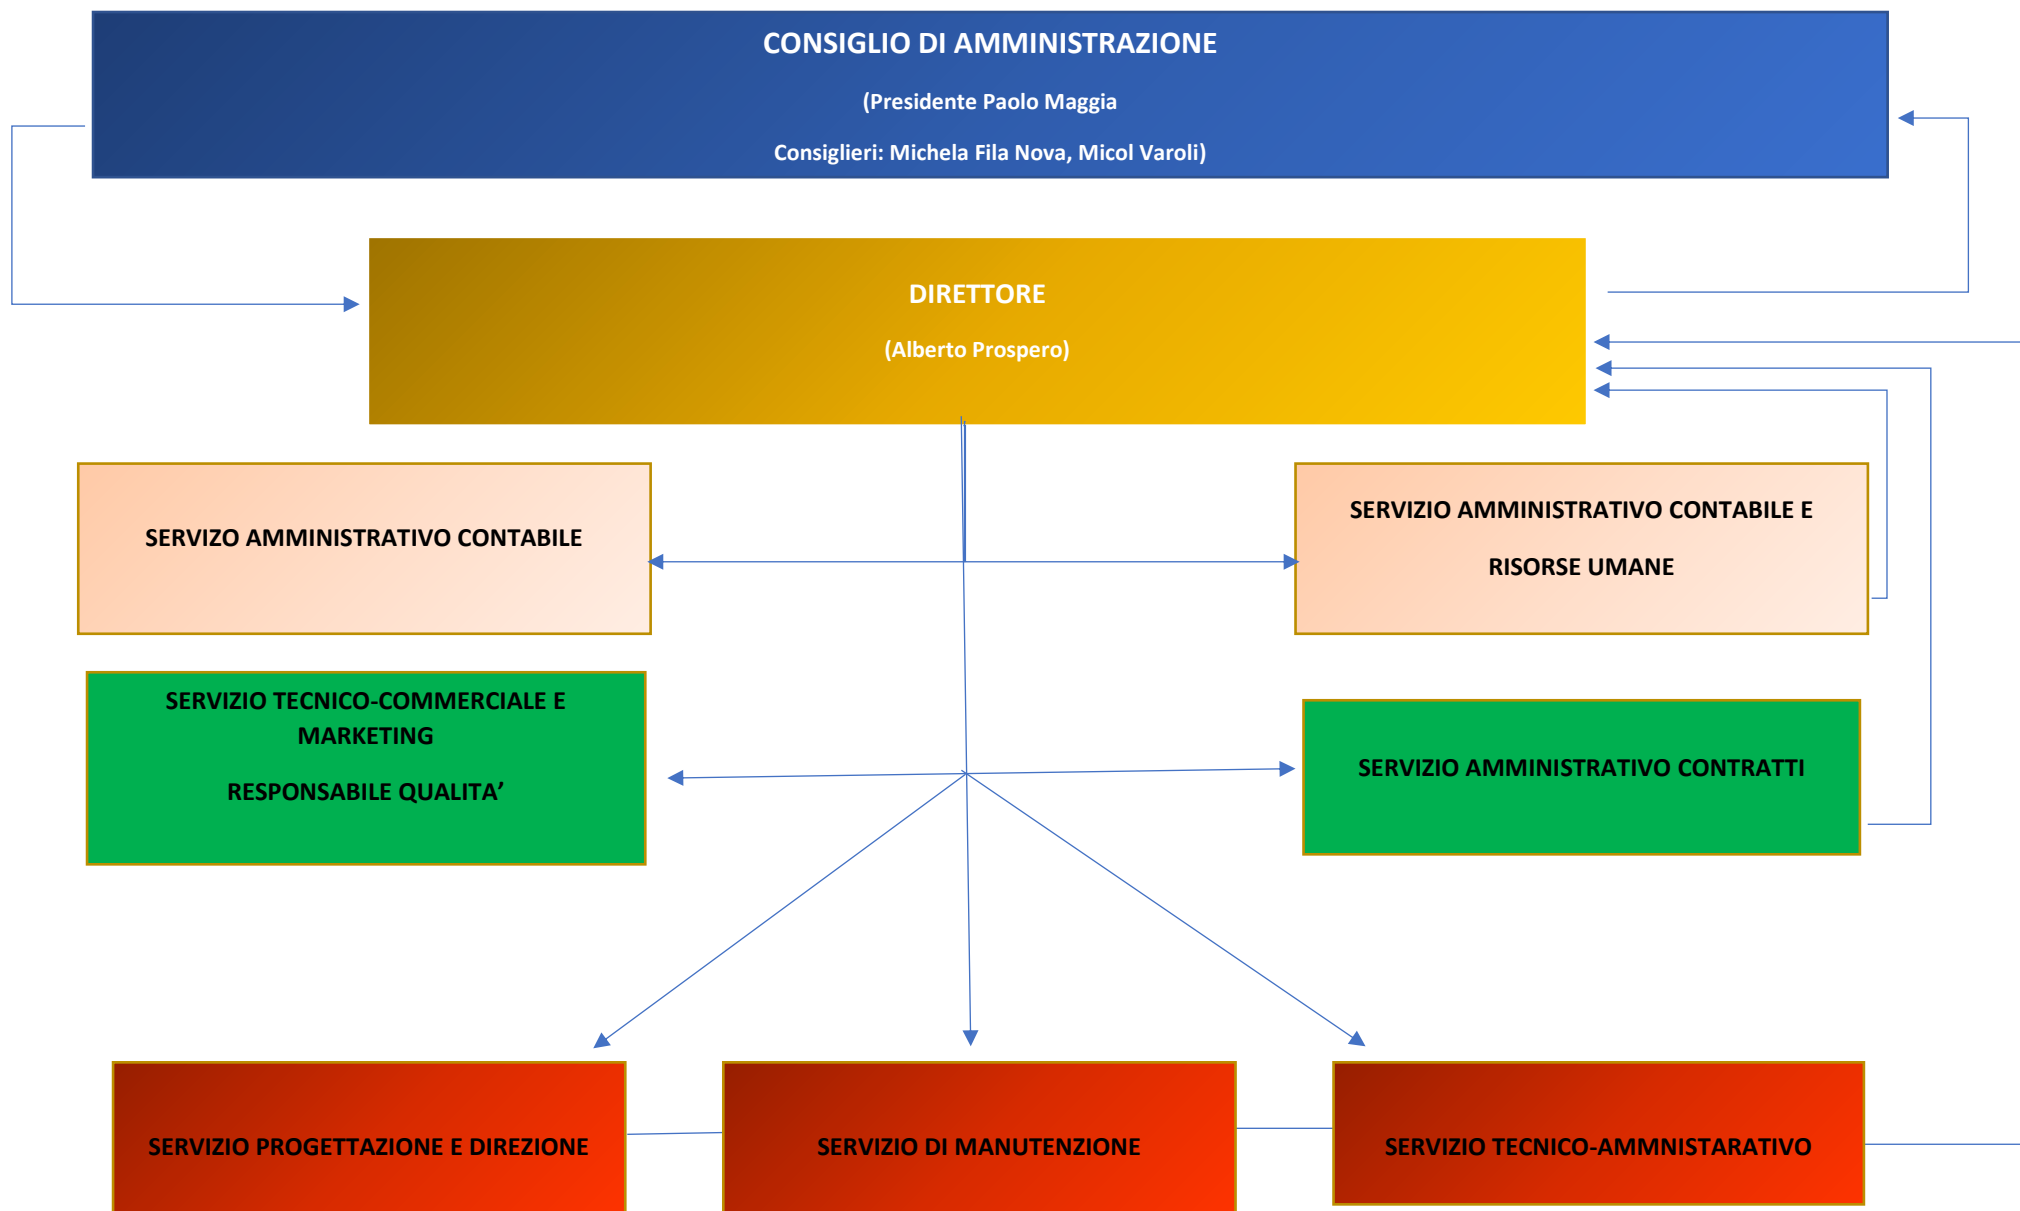 CONSIGLIO DI AMMINISTRAZIONE
(Presidente Paolo Maggia
Consiglieri: Michela Fila Nova, Micol Varoli)
DIRETTORE
(Alberto Prospero)
SERVIZO AMMINISTRATIVO CONTABILE
SERVIZIO AMMINISTRATIVO CONTABILE E
RISORSE UMANE
SERVIZIO TECNICO-COMMERCIALE E
MARKETING
RESPONSABILE QUALITA’
SERVIZIO AMMINISTRATIVO CONTRATTI
SERVIZIO PROGETTAZIONE E DIREZIONE
SERVIZIO DI MANUTENZIONE
SERVIZIO TECNICO-AMMNISTARATIVO